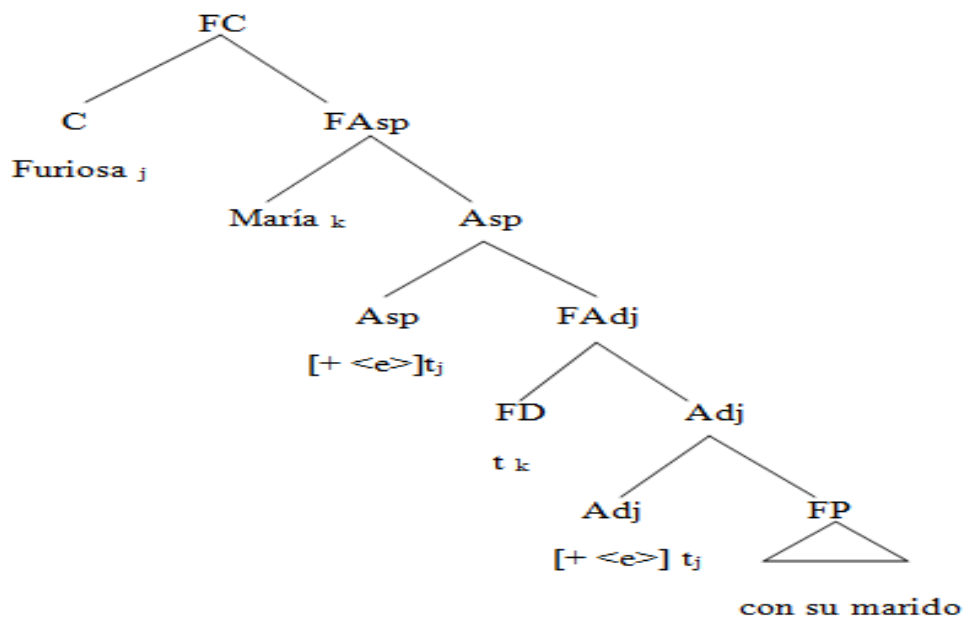 FC
C FAsp
Furiosa j
María k Asp
Asp FAdj
[+ <e>]tj
FD Adj
t k
Adj FP
[+ <e>] tj
con su marido